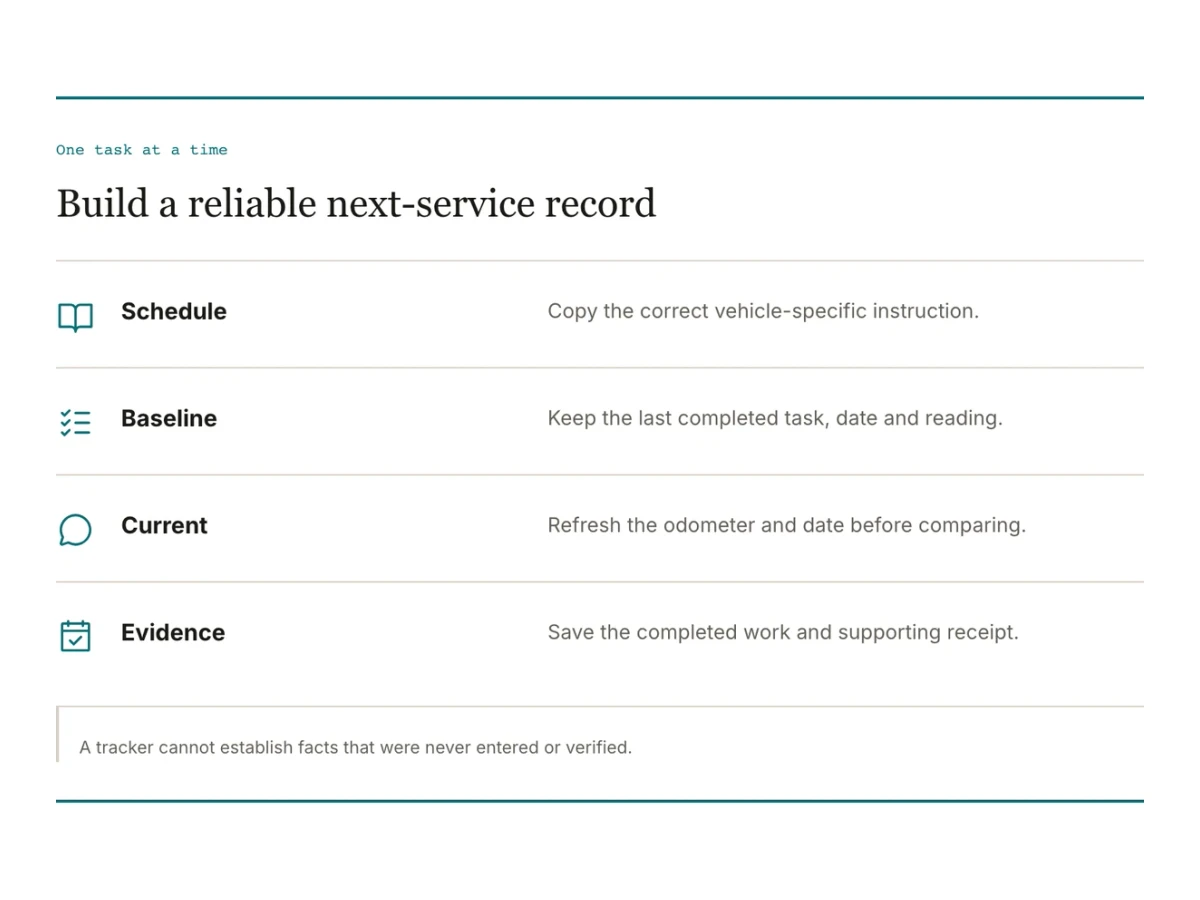 One task at a time
Build a reliable next-service record
Schedule
Copy the correct vehicle-specific instruction.
Baseline
Keep the last completed task, date and reading.
Current
Refresh the odometer and date before comparing.
Evidence
Save the completed work and supporting receipt.
A tracker cannot establish facts that were never entered or verified.